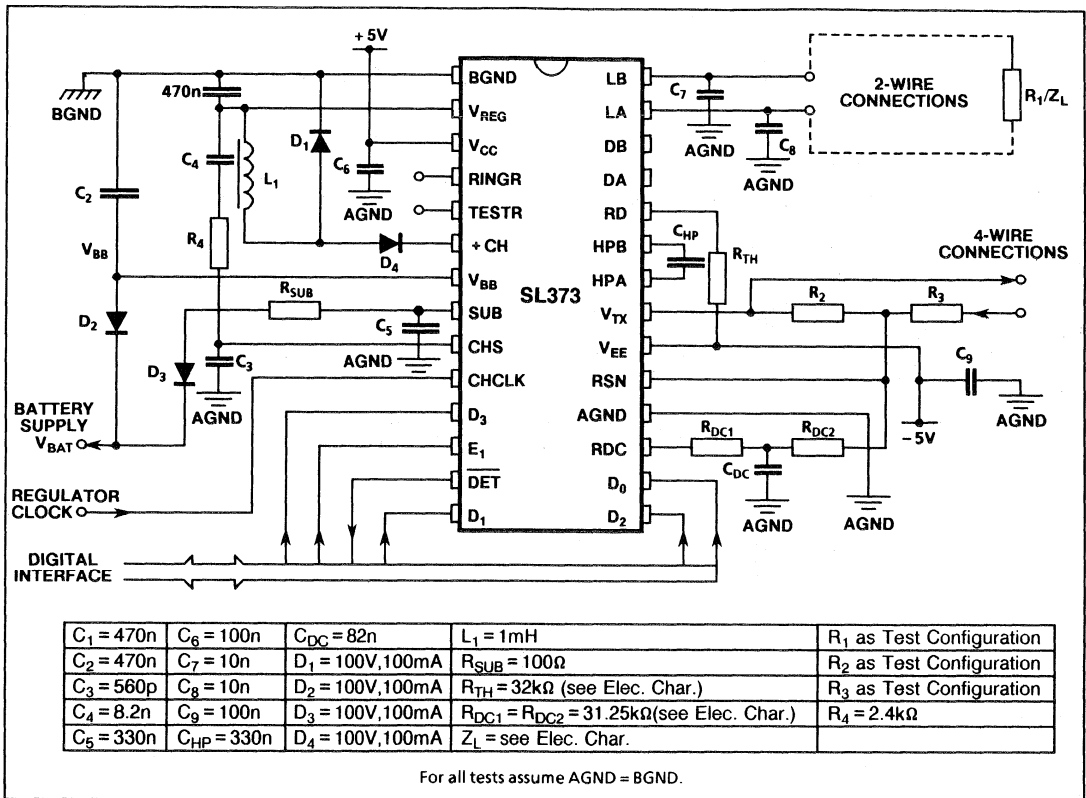 +5V
BGND
470n
BGND
VREG
D1
C4
L1
VCC
C6
RINGR
AGND
TESTR
C2
R4
+CH
D4
VBB
VBB
RSUB
SUB
D2
C5
CHS
AGND
C3
D3
CHCLK
AGND
BATTERY
SUPPLY
VBAT
D3
E1
REGULATOR
CLOCK
DET
D1
DIGITAL
INTERFACE
SL373
LB
C7
2-WIRE
CONNECTIONS
R1/ZL
LA
AGND
C8
DB
DA
AGND
RD
CHP
HPB
RTH
4-WIRE
CONNECTIONS
HPA
R2
R3
VTX
VEE
C9
RSN
AGND
AGND
-5V
RDC1
RDC2
RDC
CDC
D0
AGND
AGND
D2
C1 = 470n C6 = 100n CDC = 82n L1 = 1mH R1 as Test Configuration
C2 = 470n C7 = 10n D1 = 100V,100mA RSUB = 100Ω R2 as Test Configuration
C3 = 560p C8 = 10n D2 = 100V,100mA RTH = 32kΩ (see Elec. Char.) R3 as Test Configuration
C4 = 8.2n C9 = 100n D3 = 100V,100mA RDC1 = RDC2 = 31.25kΩ(see Elec. Char.) R4 = 2.4kΩ
C5 = 330n CHP = 330n D4 = 100V,100mA ZL = see Elec. Char.
For all tests assume AGND = BGND.